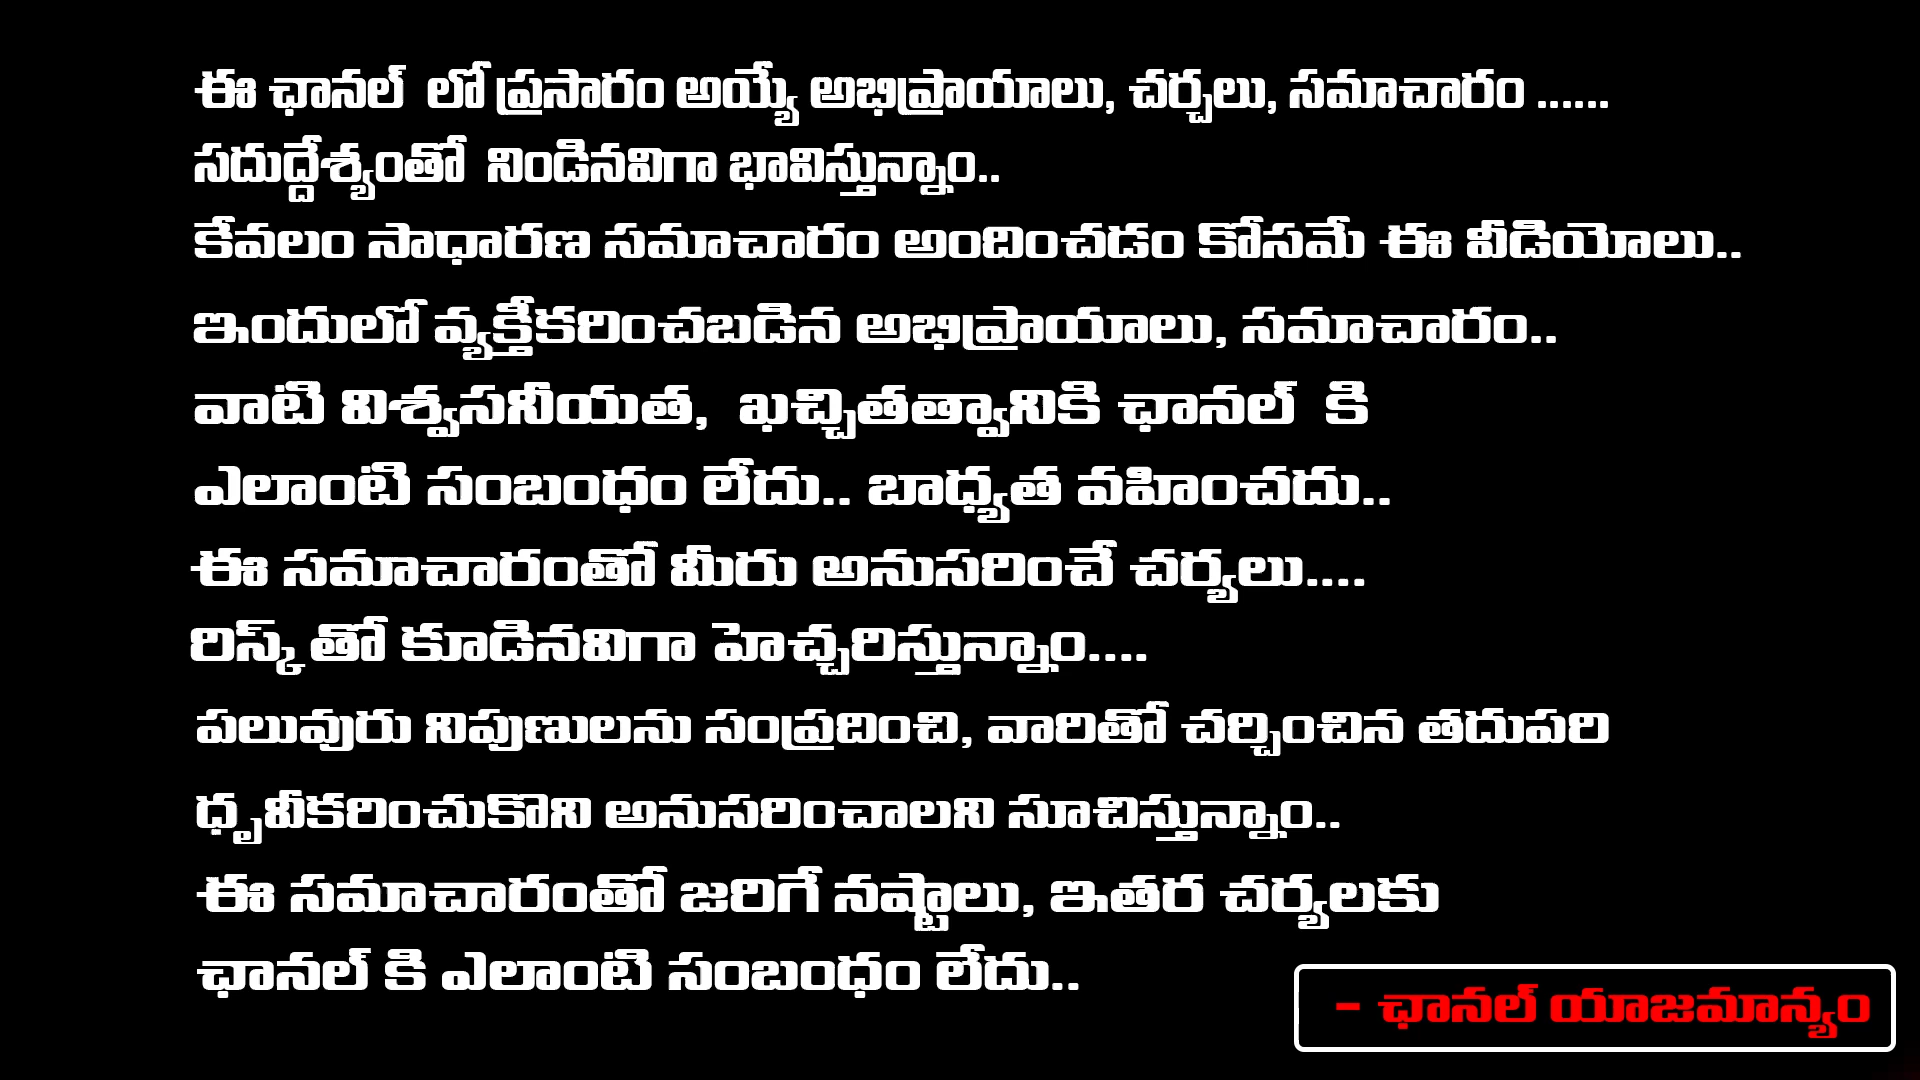 ఈ ఛానల్ లో ప్రసారం అయ్యే అభిప్రాయాలు, చర్చలు, సమాచారం ......
సదుద్దేశ్యంతో నిండినవిగా భావిస్తున్నాం..
కేవలం సాధారణ సమాచారం అందించడం కోసమే ఈ వీడియోలు..
ఇందులో వ్యక్తీకరించబడిన అభిప్రాయాలు, సమాచారం..
వాటి విశ్వసనీయత, ఖచ్చితత్వానికి ఛానల్ కి
ఎలాంటి సంబంధం లేదు.. బాధ్యత వహించదు..
ఈ సమాచారంతో మీరు అనుసరించే చర్యలు....
రిస్క్ తో కూడినవిగా హెచ్చరిస్తున్నాం....
పలువురు నిపుణులను సంప్రదించి, వారితో చర్చించిన తదుపరి
ధృవీకరించుకొని అనుసరించాలని సూచిస్తున్నాం..
ఈ సమాచారంతో జరిగే నష్టాలు, ఇతర చర్యలకు
ఛానల్ కి ఎలాంటి సంబంధం లేదు..
- ఛానల్ యాజమాన్యం